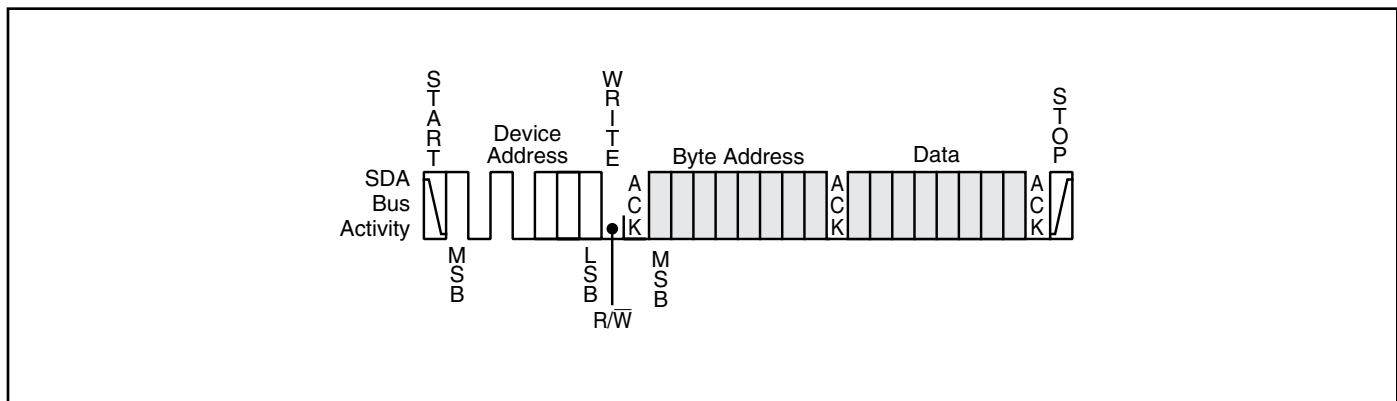 START
WRITE
STOP
Device
Address
Byte Address
Data
SDA
Bus
Activity
ACK
ACK
ACK
MSB
LSB
MSB
R/W̅